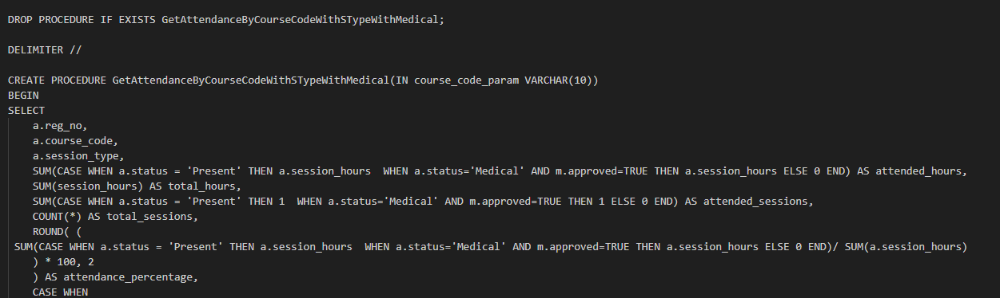 DROP PROCEDURE IF EXISTS GetAttendanceByCourseCodeWithSTypeWithMedical;
DELIMITER //
CREATE PROCEDURE GetAttendanceByCourseCodeWithSTypeWithMedical(IN course_code_param VARCHAR(10))
BEGIN
SELECT
    a.reg_no,
    a.course_code,
    a.session_type,
    SUM(CASE WHEN a.status = 'Present' THEN a.session_hours  WHEN a.status='Medical' AND m.approved=TRUE THEN a.session_hours ELSE 0 END) AS attended_hours,
    SUM(session_hours) AS total_hours,
    SUM(CASE WHEN a.status = 'Present' THEN 1  WHEN a.status='Medical' AND m.approved=TRUE THEN 1 ELSE 0 END) AS attended_sessions,
    COUNT(*) AS total_sessions,
    ROUND( (
 SUM(CASE WHEN a.status = 'Present' THEN a.session_hours  WHEN a.status='Medical' AND m.approved=TRUE THEN a.session_hours ELSE 0 END)/ SUM(a.session_hours)
    ) * 100, 2
    ) AS attendance_percentage,
    CASE WHEN